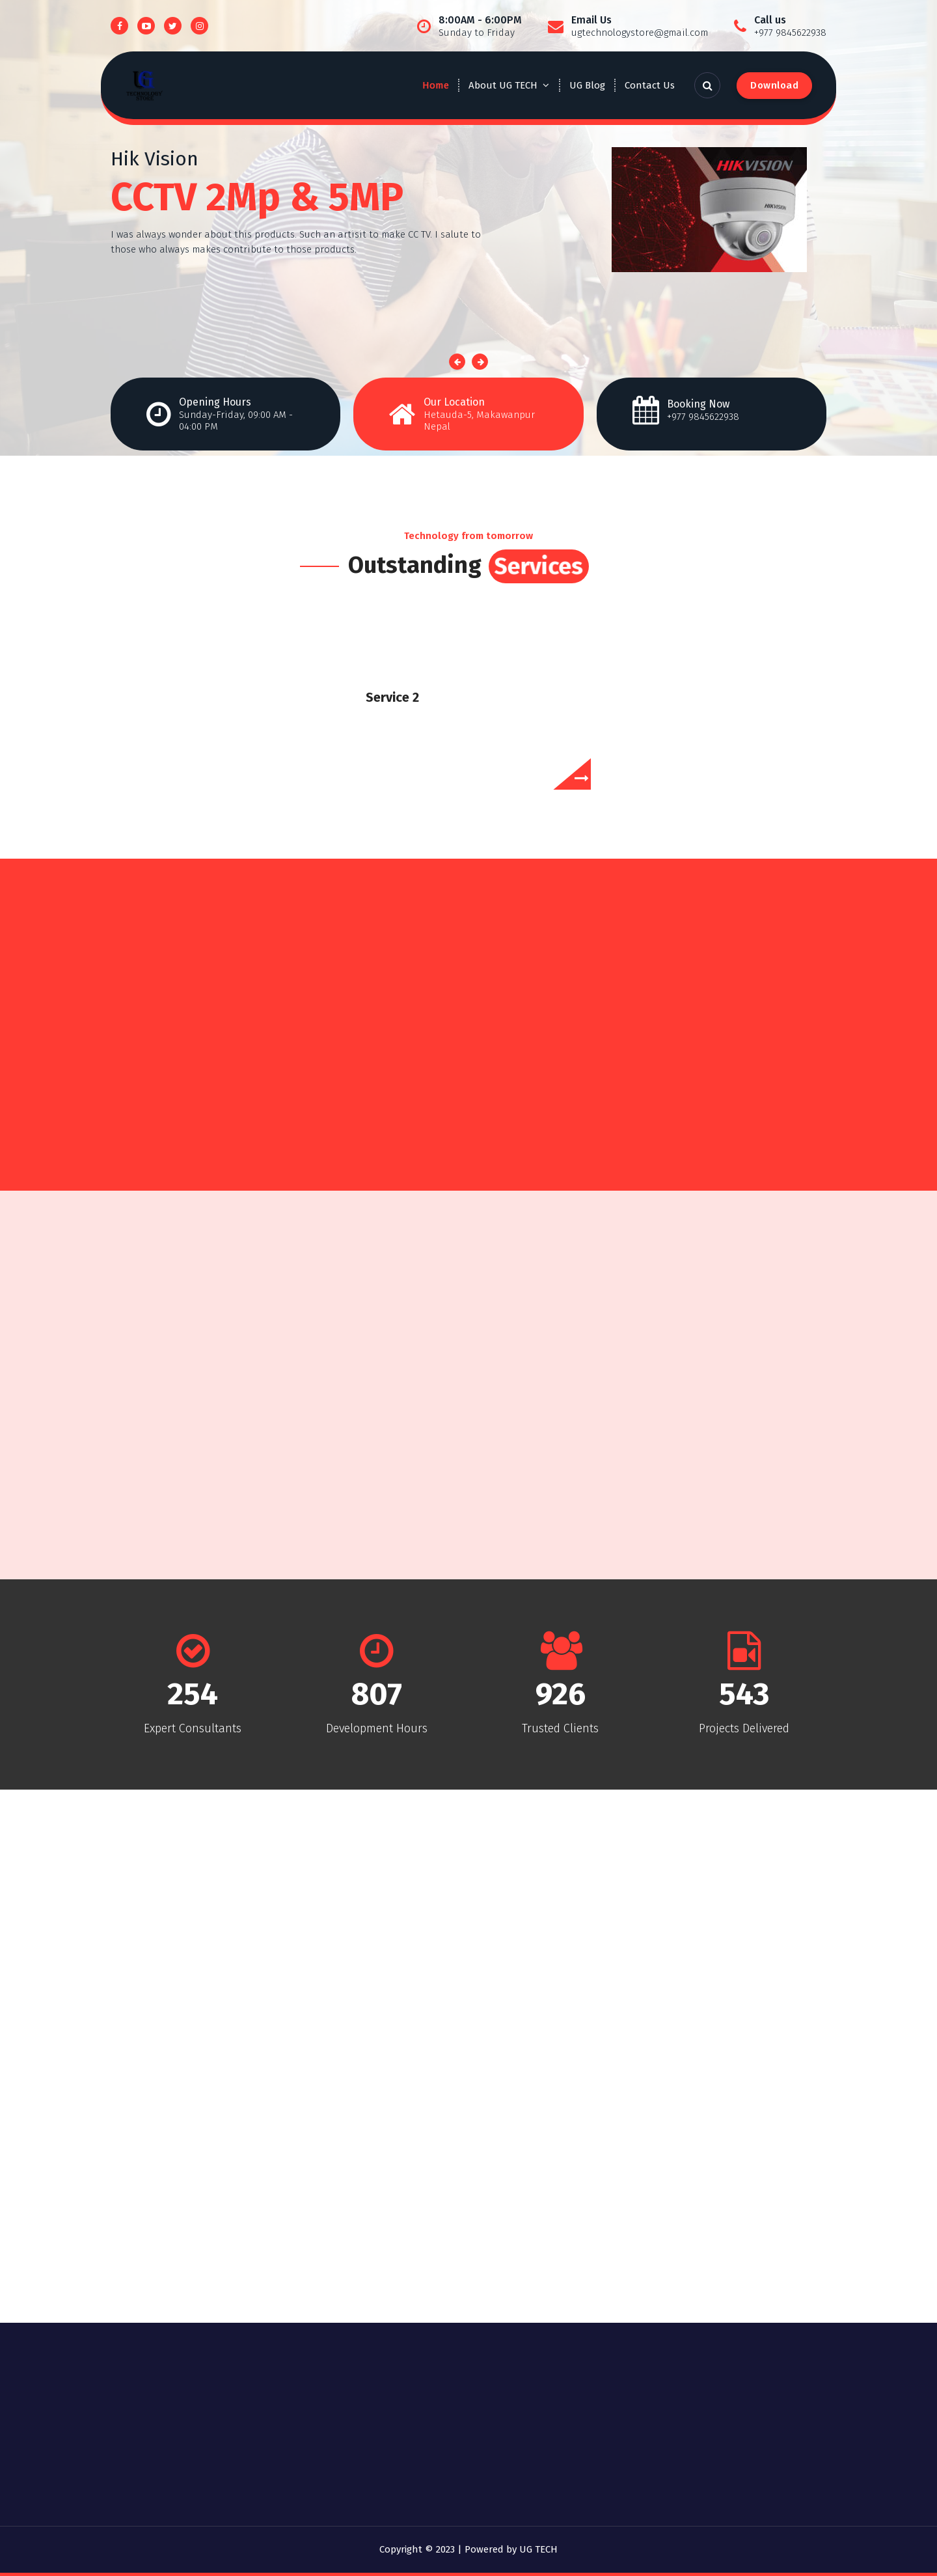 8:00AM - 6:00PM
Sunday to Friday
Email Us
ugtechnologystore@gmail.com
Call us
+977 9845622938
UG
TECHNOLOGY
STORE
Home
About UG TECH
UG Blog
Contact Us
Download
Hik Vision
CCTV 2Mp & 5MP
I was always wonder about this products. Such an artisit to make CC TV. I salute to
those who always makes contribute to those products.
HIKVISION
HIKVISION
Opening Hours
Sunday-Friday, 09:00 AM -
04:00 PM
Our Location
Hetauda-5, Makawanpur
Nepal
Booking Now
+977 9845622938
Technology from tomorrow
Outstanding Services
Service 2
254
Expert Consultants
807
Development Hours
926
Trusted Clients
543
Projects Delivered
Copyright © 2023 | Powered by UG TECH